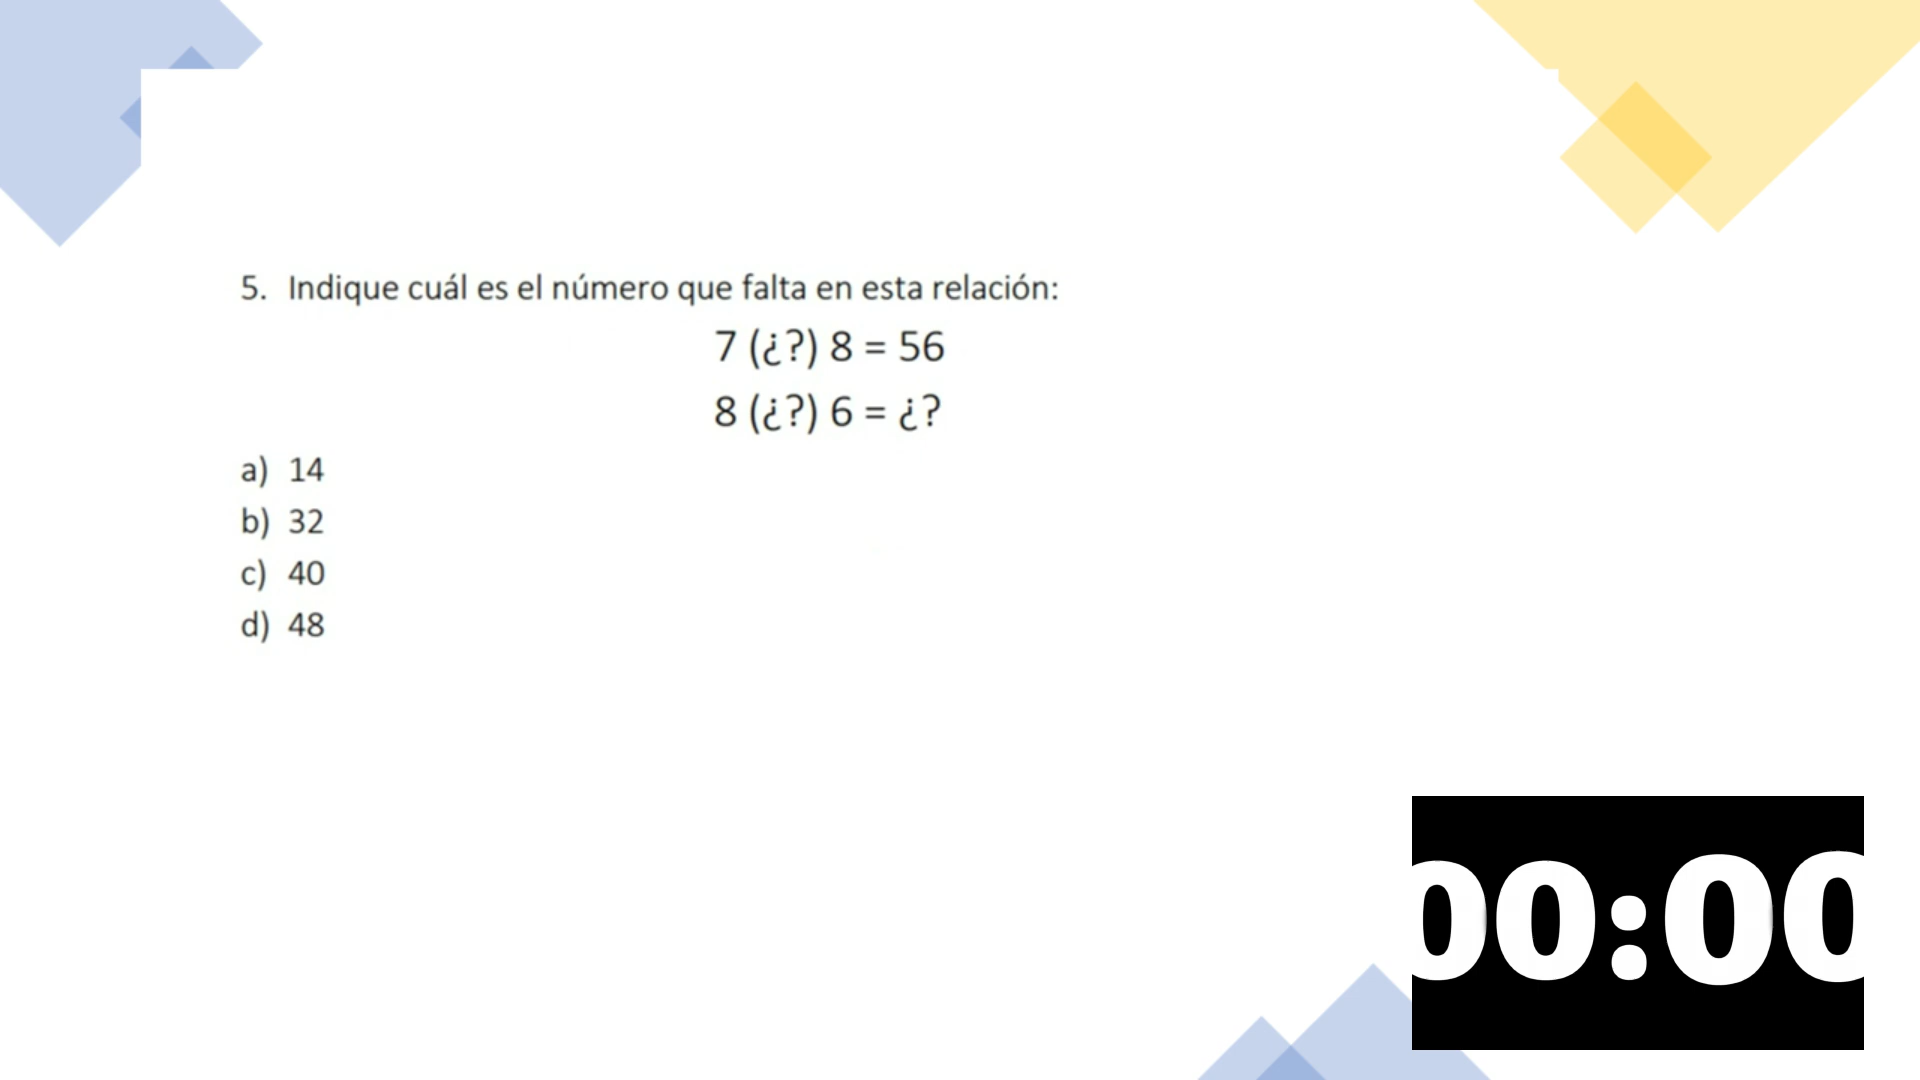 5. Indique cuál es el número que falta en esta relación:
7 (¿?) 8 = 56
8 (¿?) 6 = ¿?
a) 14
b) 32
c) 40
d) 48
00:00